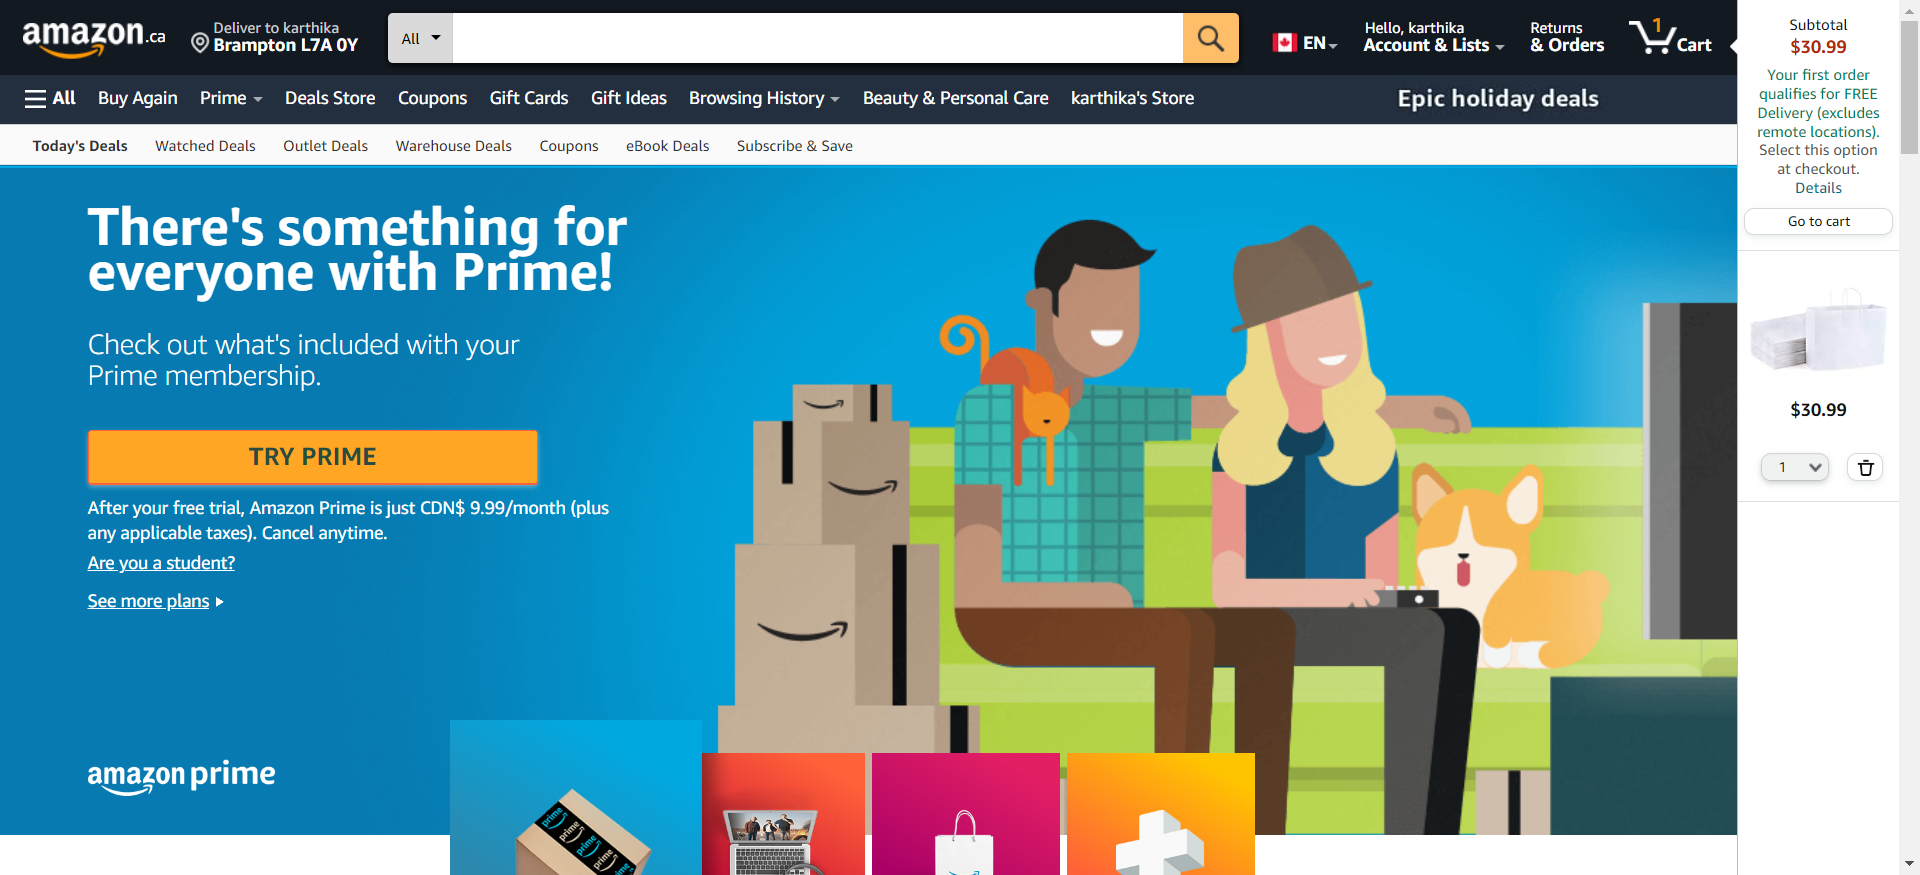 amazon.ca
Deliver to karthika
Brampton L7A 0Y
All
EN
Hello, karthika
Account & Lists
Returns
& Orders
1
Cart
All
Buy Again
Prime
Deals Store
Coupons
Gift Cards
Gift Ideas
Browsing History
Beauty & Personal Care
karthika's Store
Epic holiday deals
Today's Deals
Watched Deals
Outlet Deals
Warehouse Deals
Coupons
eBook Deals
Subscribe & Save
There's something for
everyone with Prime!
Check out what's included with your
Prime membership.
TRY PRIME
After your free trial, Amazon Prime is just CDN$ 9.99/month (plus
any applicable taxes). Cancel anytime.
Are you a student?
See more plans
amazon prime
prime
prime
prime
prime
prime
Subtotal
$30.99
Your first order
qualifies for FREE
Delivery (excludes
remote locations).
Select this option
at checkout.
Details
Go to cart
$30.99
1